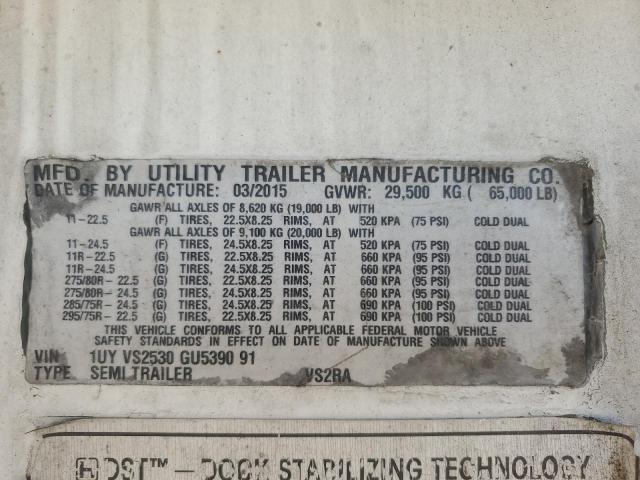 MFD. BY UTILITY TRAILER MANUFACTURING CO.
DATE OF MANUFACTURE: 03/2015 GVWR: 29,500 KG ( 65,000 LB)
GAWR ALL AXLES OF 8,620 KG (19,000 LB) WITH
11-22.5 (F) TIRES, 22.5X8.25 RIMS, AT 520 KPA (75 PSI) COLD DUAL
GAWR ALL AXLES OF 9,100 KG (20,000 LB) WITH
11-24.5 (F) TIRES, 24.5X8.25 RIMS, AT 520 KPA (75 PSI) COLD DUAL
11R-22.5 (G) TIRES, 22.5X8.25 RIMS, AT 660 KPA (95 PSI) COLD DUAL
11R-24.5 (G) TIRES, 24.5X8.25 RIMS, AT 660 KPA (95 PSI) COLD DUAL
275/80R-22.5 (G) TIRES, 22.5X8.25 RIMS, AT 660 KPA (95 PSI) COLD DUAL
275/80R-24.5 (G) TIRES, 24.5X8.25 RIMS, AT 660 KPA (95 PSI) COLD DUAL
285/75R-24.5 (G) TIRES, 24.5X8.25 RIMS, AT 690 KPA (100 PSI) COLD DUAL
295/75R-22.5 (G) TIRES, 22.5X8.25 RIMS, AT 690 KPA (100 PSI) COLD DUAL
THIS VEHICLE CONFORMS TO ALL APPLICABLE FEDERAL MOTOR VEHICLE
SAFETY STANDARDS IN EFFECT ON DATE OF MANUFACTURE SHOWN ABOVE
VIN 1UY VS2530 GU5390 91
TYPE SEMI TRAILER VS2RA
DST™ — DOCK STABILIZING TECHNOLOGY